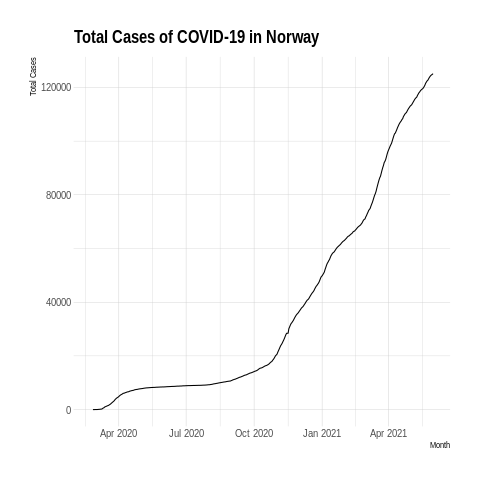 Total Cases of COVID-19 in Norway
Total Cases
120000
80000
40000
0
Apr 2020
Jul 2020
Oct 2020
Jan 2021
Apr 2021
Month